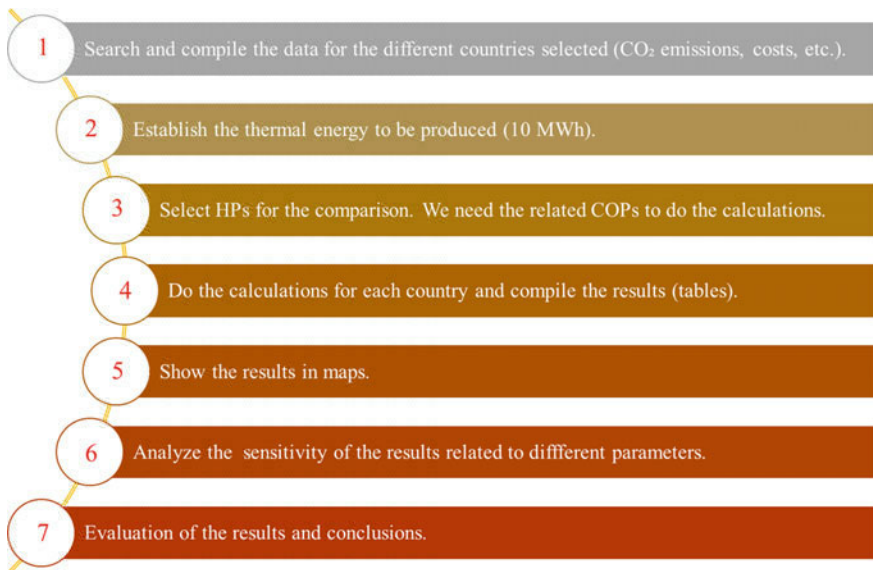 1 Search and compile the data for the different countries selected (CO₂ emissions, costs, etc.).
2 Establish the thermal energy to be produced (10 MWh).
3 Select HPs for the comparison. We need the related COPs to do the calculations.
4 Do the calculations for each country and compile the results (tables).
5 Show the results in maps.
6 Analyze the sensitivity of the results related to diffferent parameters.
7 Evaluation of the results and conclusions.